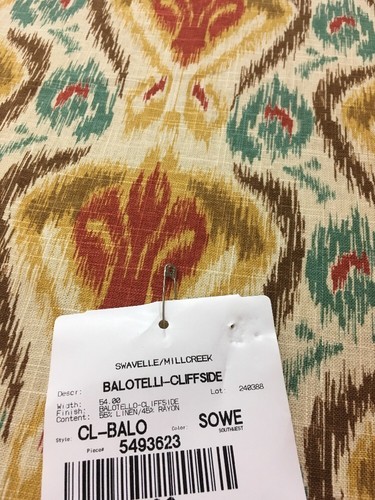 SWAVELLE/MILLCREEK
Descr: BALOTELLI-CLIFFSIDE
Width: 54.00 Lot: 240388
Finish: BALOTELLO-CLIFFSIDE
Content: 55% LINEN/45% RAYON
Style: CL-BALO Color: SOWE
SOUTHWEST
Piece# 5493623